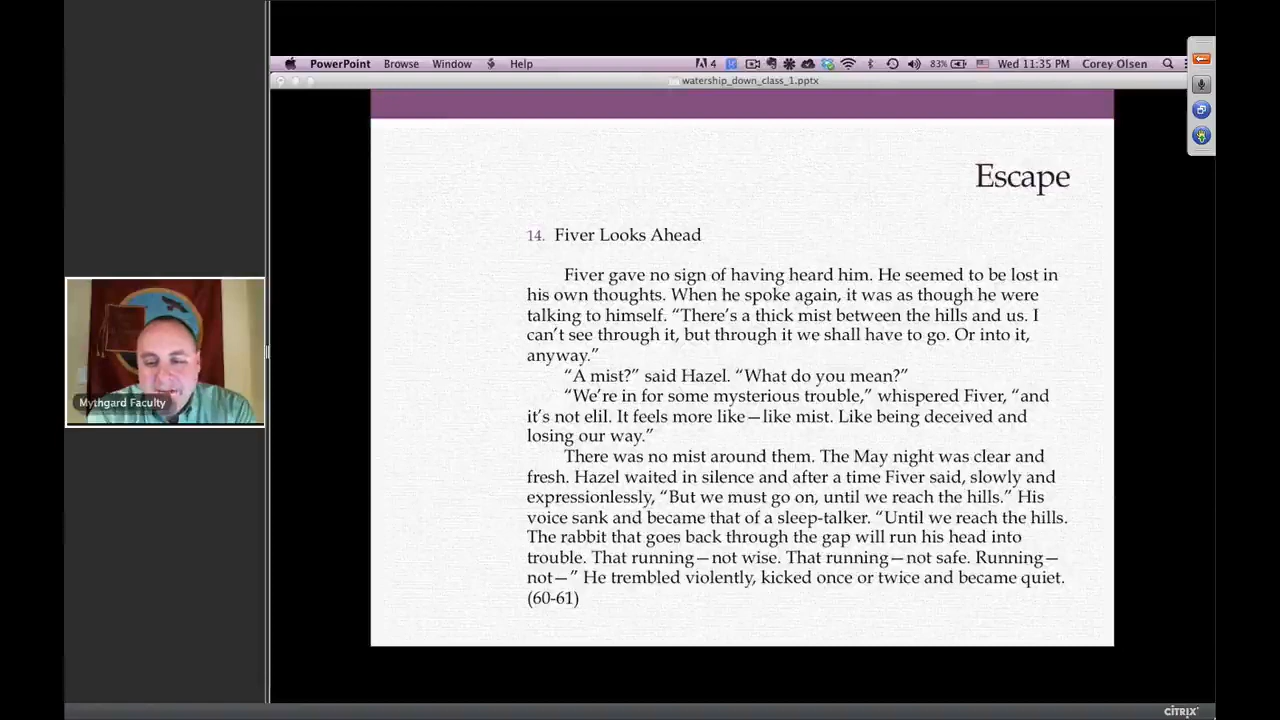 PowerPoint Browse Window Help 4 83% Wed 11:35 PM Corey Olsen
watership_down_class_1.pptx
Escape
14. Fiver Looks Ahead
Fiver gave no sign of having heard him. He seemed to be lost in
his own thoughts. When he spoke again, it was as though he were
talking to himself. “There’s a thick mist between the hills and us. I
can’t see through it, but through it we shall have to go. Or into it,
anyway.”
“A mist?” said Hazel. “What do you mean?”
“We’re in for some mysterious trouble,” whispered Fiver, “and
it’s not elil. It feels more like—like mist. Like being deceived and
losing our way.”
There was no mist around them. The May night was clear and
fresh. Hazel waited in silence and after a time Fiver said, slowly and
expressionlessly, “But we must go on, until we reach the hills.” His
voice sank and became that of a sleep-talker. “Until we reach the hills.
The rabbit that goes back through the gap will run his head into
trouble. That running—not wise. That running—not safe. Running—
not—” He trembled violently, kicked once or twice and became quiet.
(60-61)
Mythgard Faculty
CITRIX